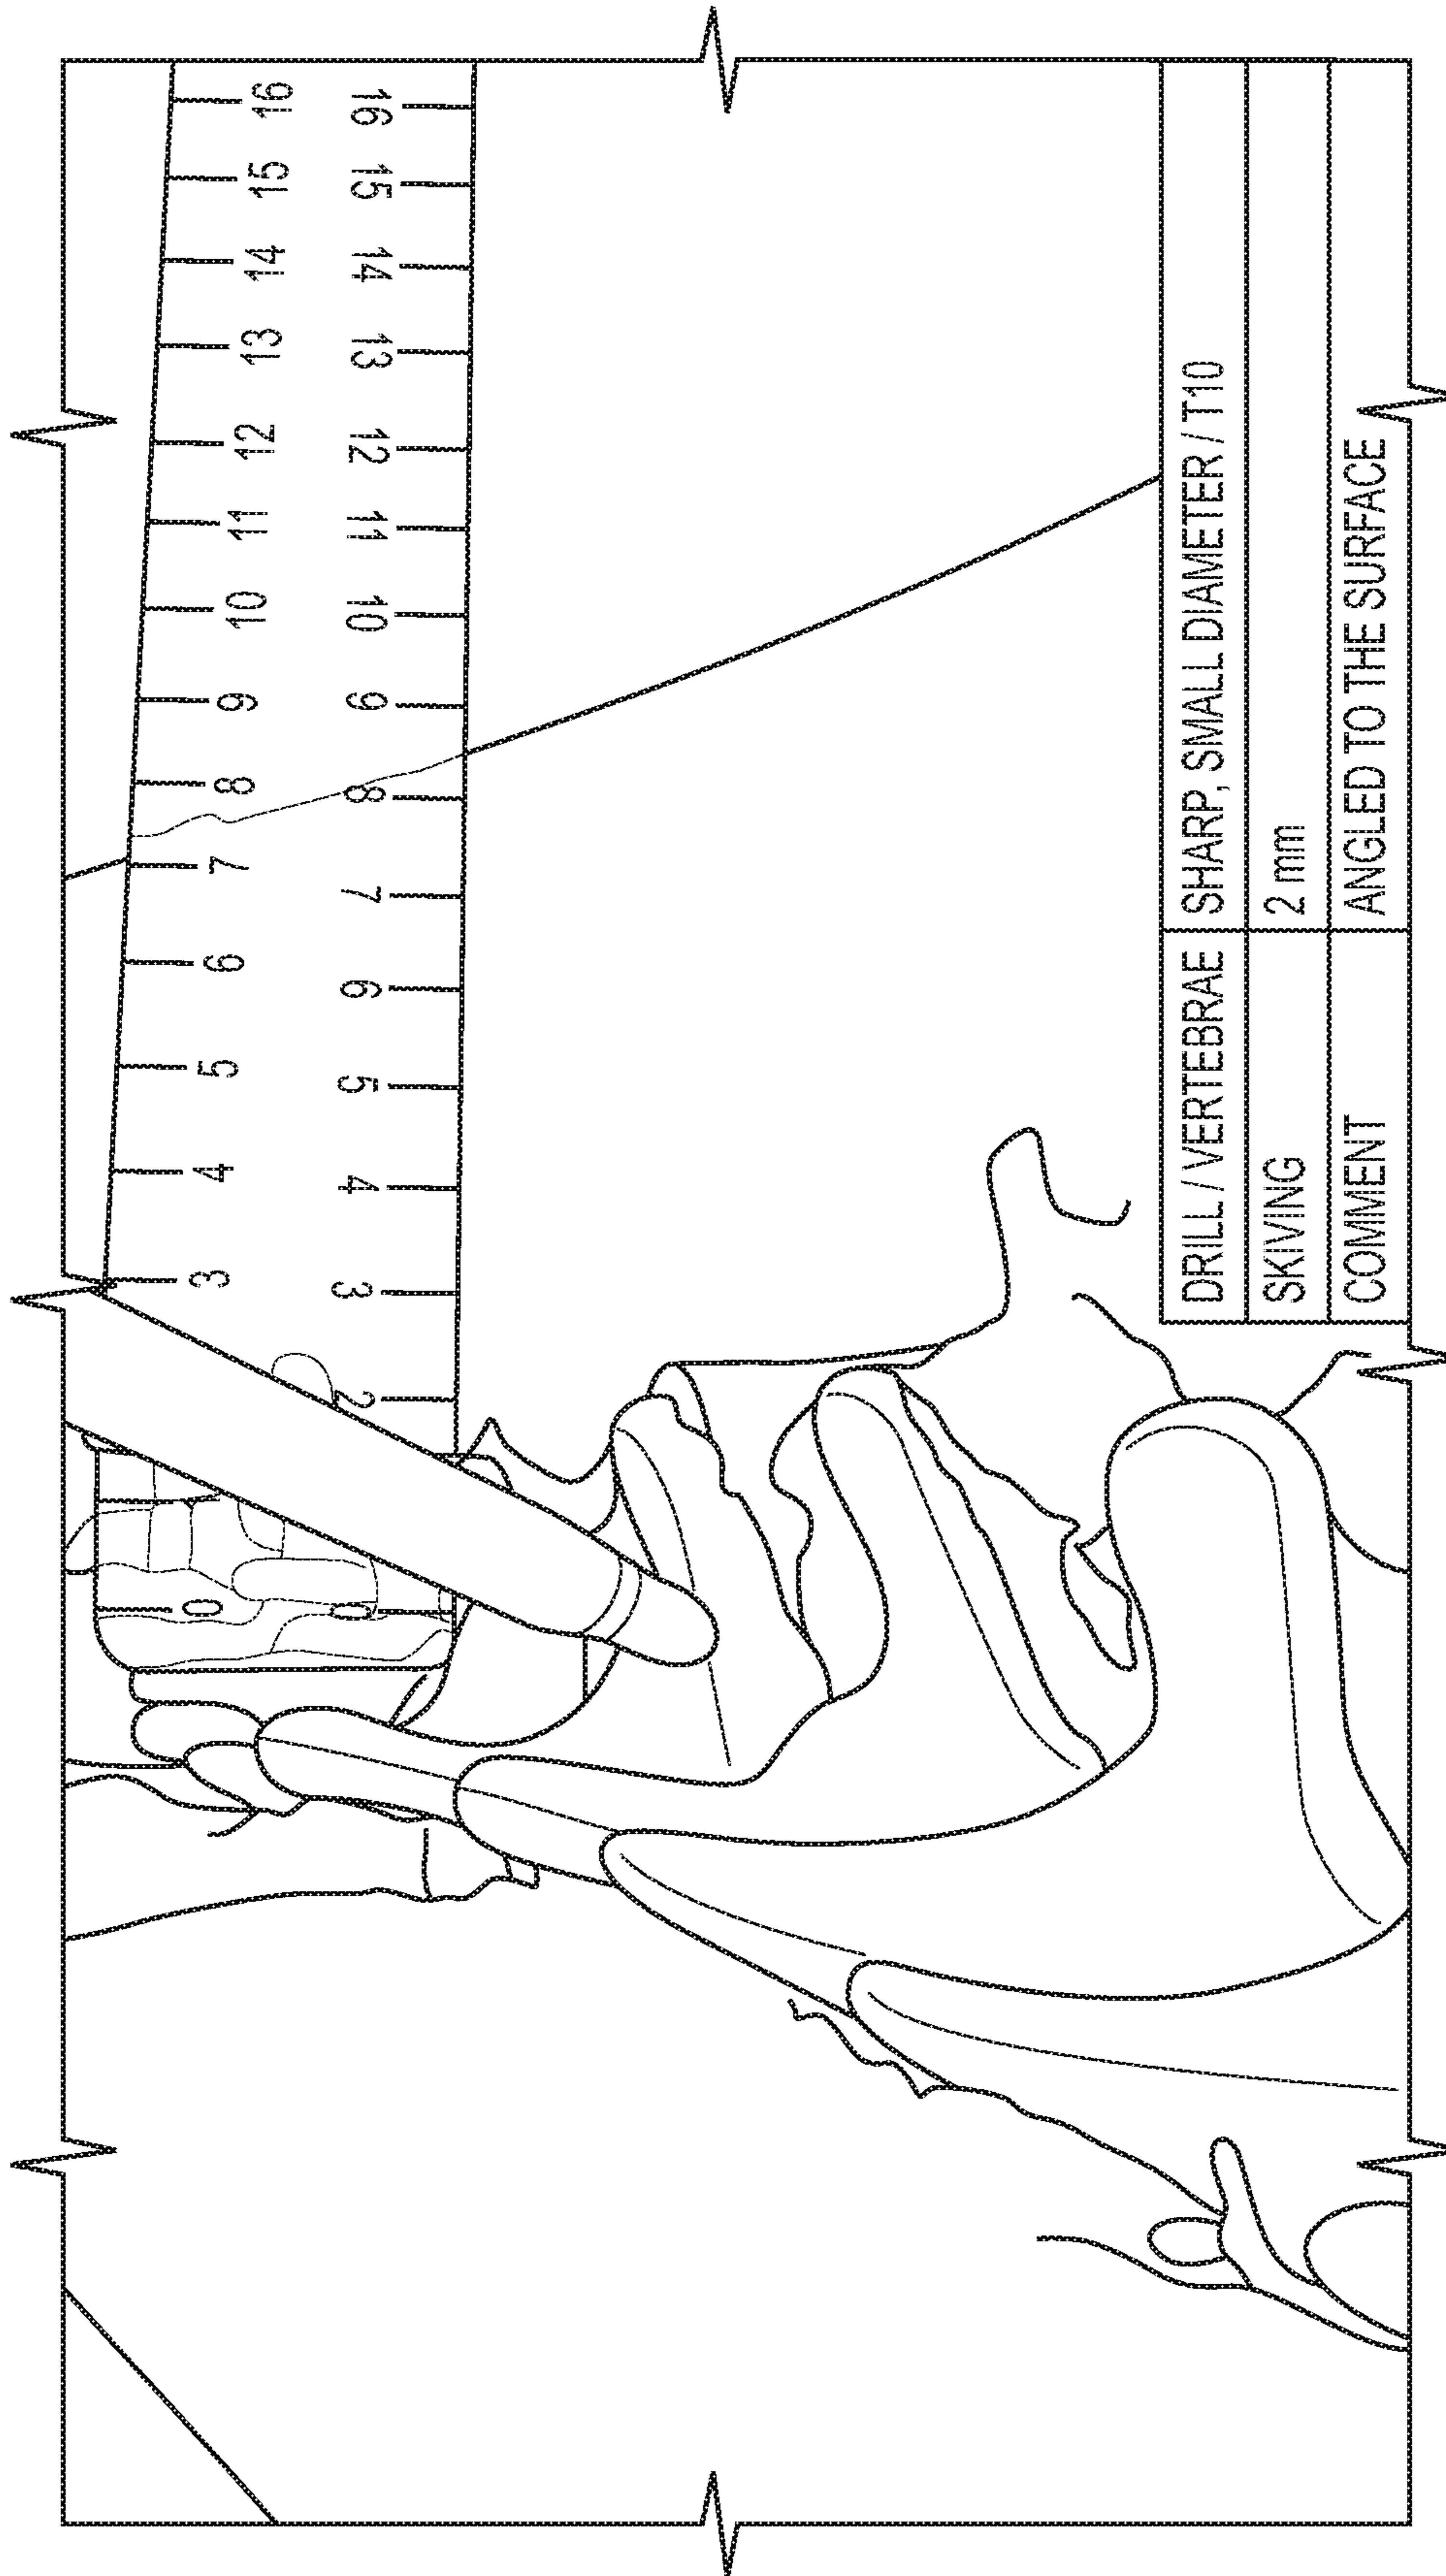 3 4 5 6 7 8 9 10 11 12 13 14 15 16
0 2 3 4 5 6 7 8 9 10 11 12 13 14 15 16
0
DRILL / VERTEBRAE SHARP, SMALL DIAMETER / T10
SKIVING 2 mm
COMMENT ANGLED TO THE SURFACE